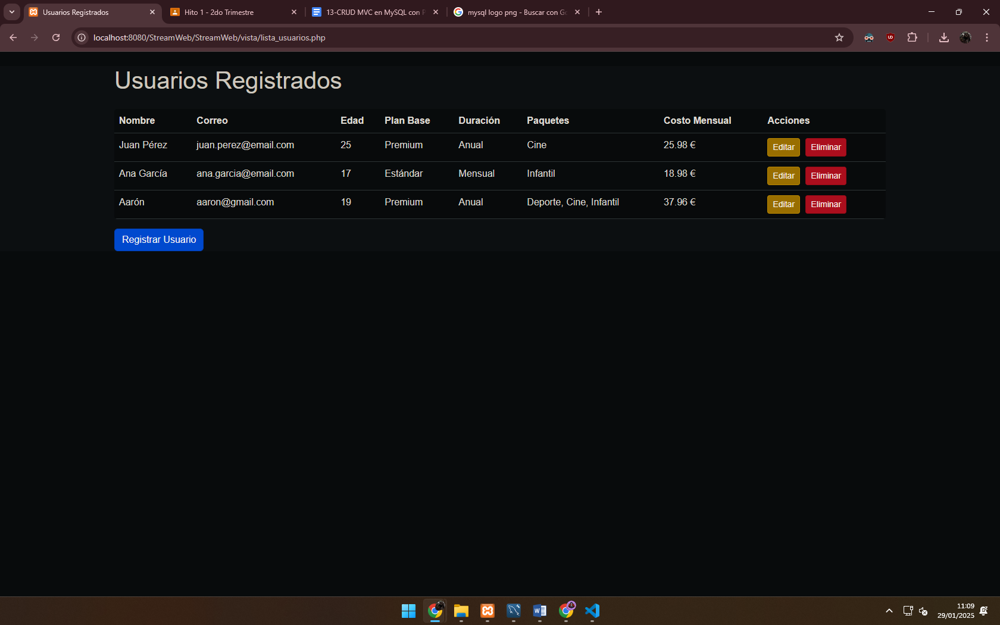 Usuarios Registrados
Hito 1 - 2do Trimestre
13-CRUD MVC en MySQL con P
mysql logo png - Buscar con Go
localhost:8080/StreamWeb/StreamWeb/vista/lista_usuarios.php
Usuarios Registrados
Nombre Correo Edad Plan Base Duración Paquetes Costo Mensual Acciones
Juan Pérez juan.perez@email.com 25 Premium Anual Cine 25.98 € Editar Eliminar
Ana García ana.garcia@email.com 17 Estándar Mensual Infantil 18.98 € Editar Eliminar
Aarón aaron@gmail.com 19 Premium Anual Deporte, Cine, Infantil 37.96 € Editar Eliminar
Registrar Usuario
11:09
29/01/2025